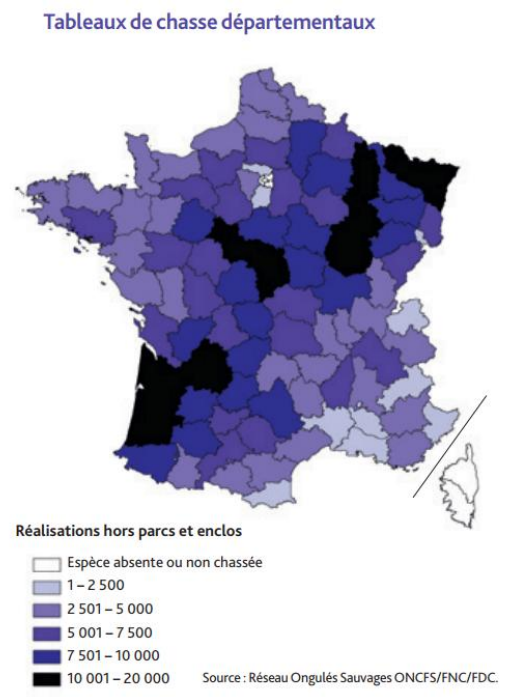 Tableaux de chasse départementaux
Réalisations hors parcs et enclos
Espèce absente ou non chassée
1 – 2 500
2 501 – 5 000
5 001 – 7 500
7 501 – 10 000
10 001 – 20 000
Source : Réseau Ongulés Sauvages ONCFS/FNC/FDC.